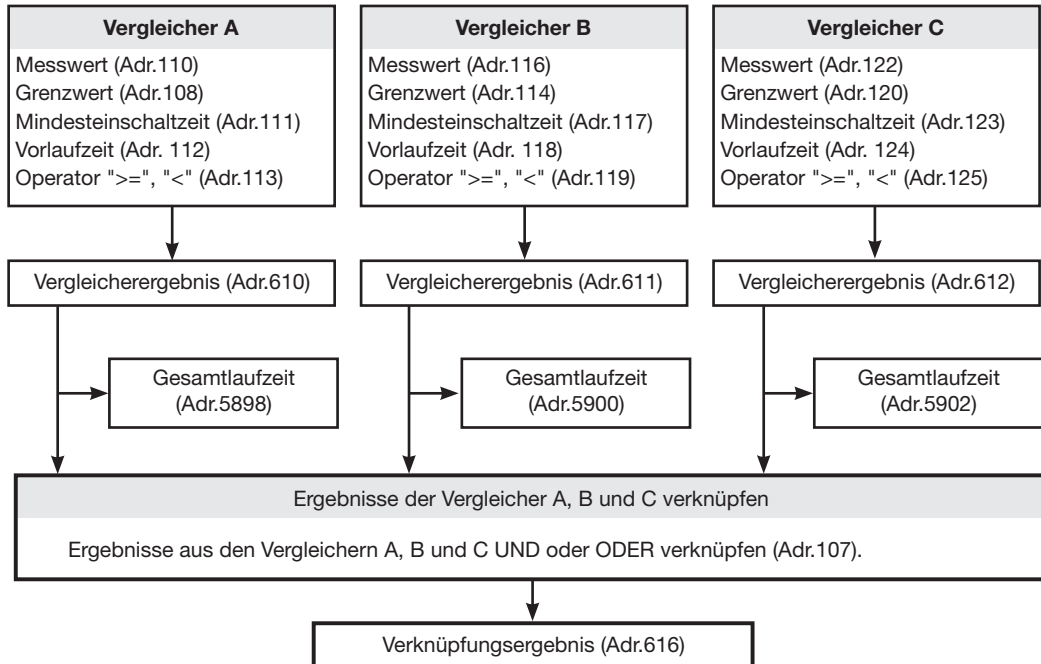 Vergleicher A
Messwert (Adr.110)
Grenzwert (Adr.108)
Mindesteinschaltzeit (Adr.111)
Vorlaufzeit (Adr. 112)
Operator ">=", "<" (Adr.113)
Vergleicher B
Messwert (Adr.116)
Grenzwert (Adr.114)
Mindesteinschaltzeit (Adr.117)
Vorlaufzeit (Adr. 118)
Operator ">=", "<" (Adr.119)
Vergleicher C
Messwert (Adr.122)
Grenzwert (Adr.120)
Mindesteinschaltzeit (Adr.123)
Vorlaufzeit (Adr. 124)
Operator ">=", "<" (Adr.125)
Vergleicherergebnis (Adr.610)
Vergleicherergebnis (Adr.611)
Vergleicherergebnis (Adr.612)
Gesamtlaufzeit
(Adr.5898)
Gesamtlaufzeit
(Adr.5900)
Gesamtlaufzeit
(Adr.5902)
Ergebnisse der Vergleicher A, B und C verknüpfen
Ergebnisse aus den Vergleichern A, B und C UND oder ODER verknüpfen (Adr.107).
Verknüpfungsergebnis (Adr.616)